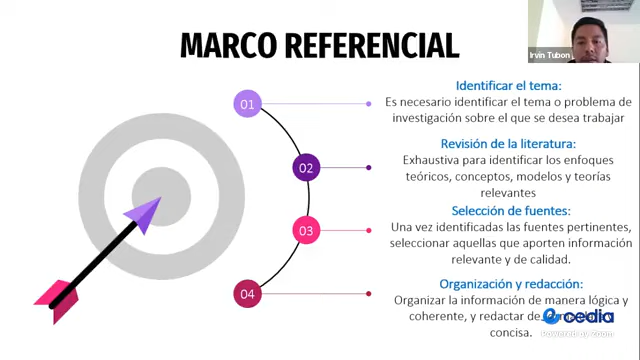 MARCO REFERENCIAL
Irvin Tubon
01
Identificar el tema:
Es necesario identificar el tema o problema de
investigación sobre el que se desea trabajar
02
Revisión de la literatura:
Exhaustiva para identificar los enfoques
teóricos, conceptos, modelos y teorías
relevantes
03
Selección de fuentes:
Una vez identificadas las fuentes pertinentes,
seleccionar aquellas que aporten información
relevante y de calidad.
04
Organización y redacción:
Organizar la información de manera lógica y
coherente, y redactar de
concisa.
cedia
Powered by Zoom